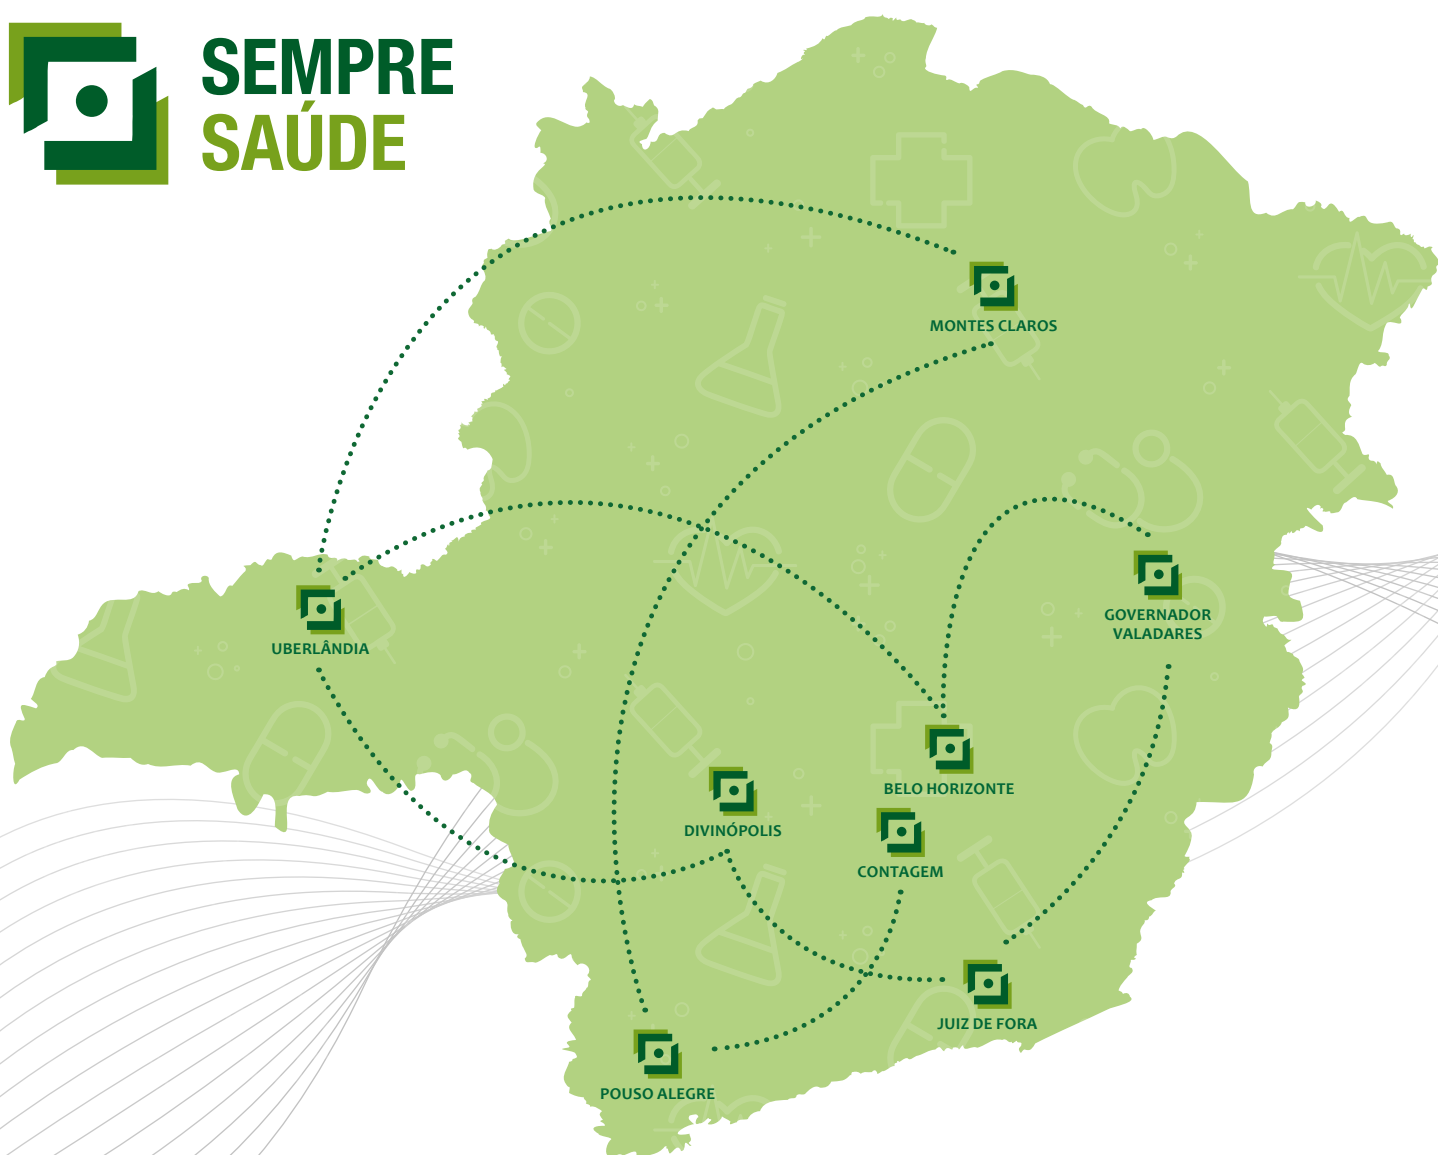 SEMPRE
SAÚDE
MONTES CLAROS
GOVERNADOR
VALADARES
UBERLÂNDIA
BELO HORIZONTE
DIVINÓPOLIS
CONTAGEM
JUIZ DE FORA
POUSO ALEGRE